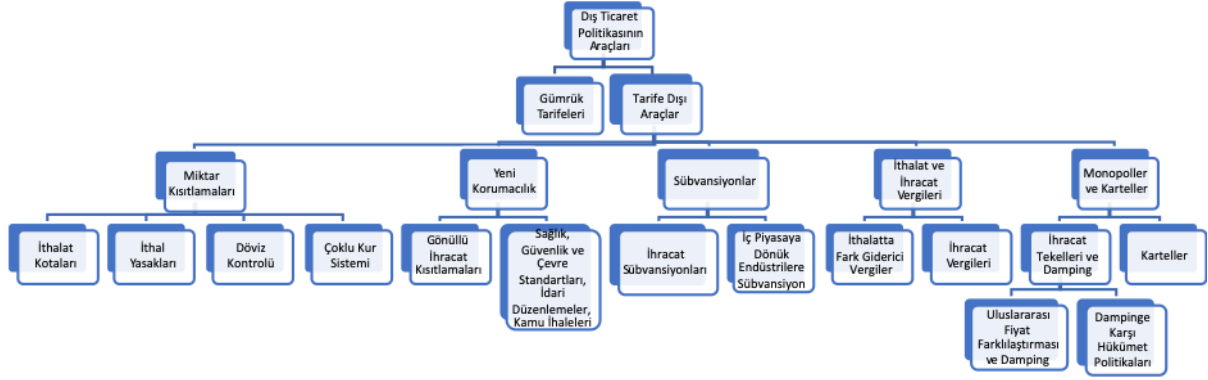 Dış Ticaret
Politikasının
Araçları
Gümrük
Tarifeleri
Tarife Dışı
Araçlar
Miktar
Kısıtlamaları
Yeni
Korumacılık
Sübvansiyonlar
İthalat ve
İhracat
Vergileri
Monopoller
ve Karteller
İthalat
Kotaları
İthal
Yasakları
Döviz
Kontrolü
Çoklu Kur
Sistemi
Gönüllü
İhracat
Kısıtlamaları
Sağlık,
Güvenlik ve
Çevre
Standartları,
İdari
Düzenlemeler,
Kamu İhaleleri
İhracat
Sübvansiyonları
İç Piyasaya
Dönük
Endüstrilere
Sübvansiyon
İthalatta
Fark Giderici
Vergiler
İhracat
Vergileri
İhracat
Tekelleri ve
Damping
Karteller
Uluslararası
Fiyat
Farklılaştırması
ve Damping
Dampinge
Karşı
Hükümet
Politikaları